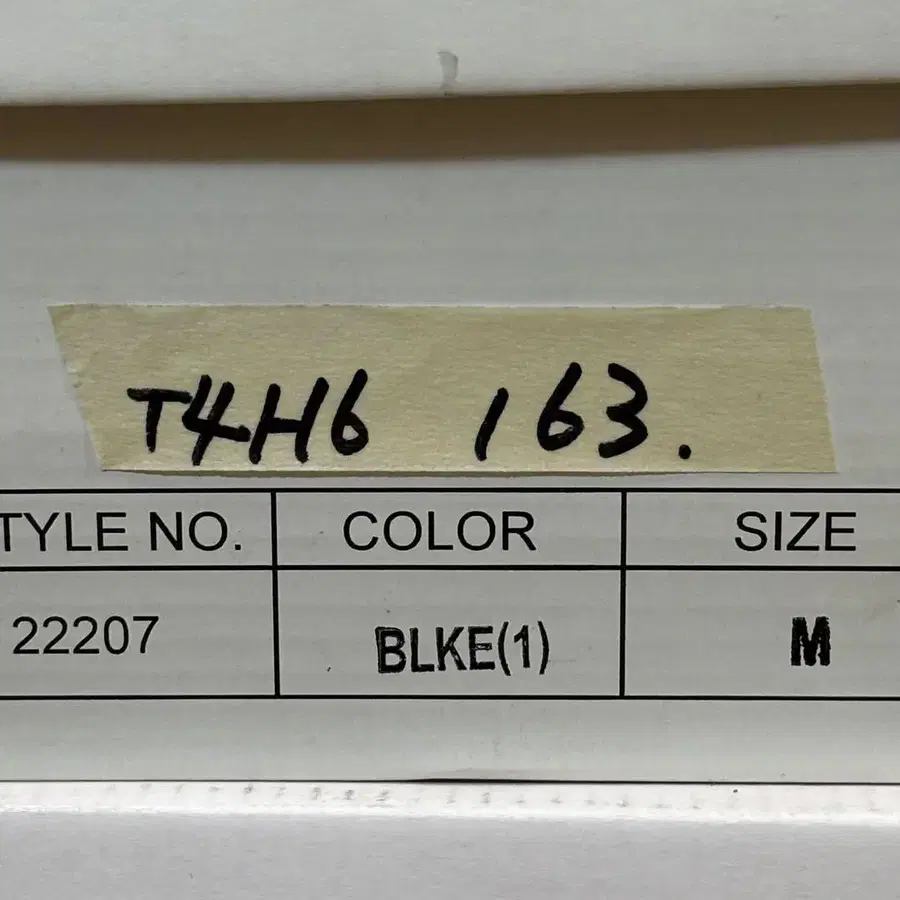 T4H6 163.
TYLE NO. COLOR SIZE
22207 BLKE(1) M